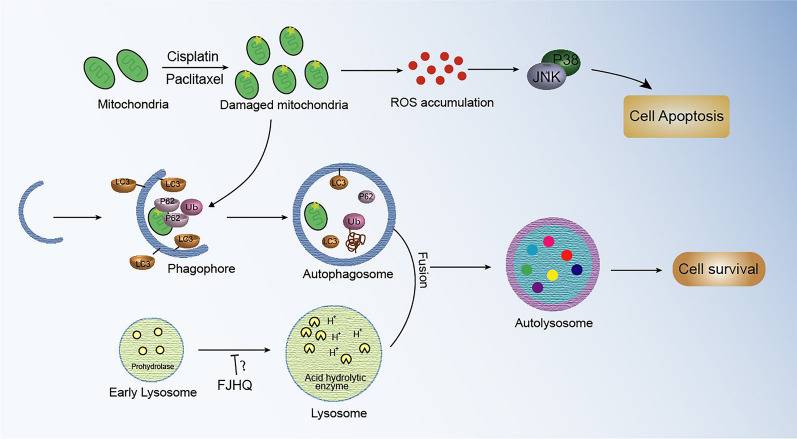 Cisplatin
Paclitaxel
Mitochondria
Damaged mitochondria
ROS accumulation
P38
JNK
Cell Apoptosis
LC3
LC3
P62
Ub
P62
LC3
LC3
Phagophore
LC3
P62
Ub
LC3
Autophagosome
Fusion
Autolysosome
Cell survival
Prohydrolase
Early Lysosome
?
FJHQ
H+
H+
H+
H+
Acid hydrolytic
enzyme
Lysosome